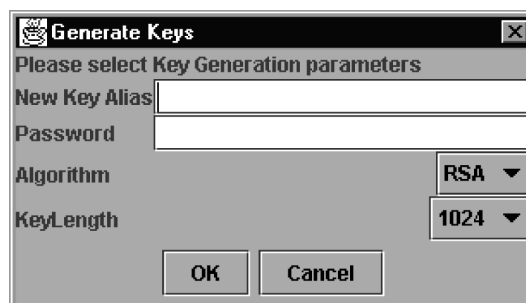 Generate Keys
Please select Key Generation parameters
New Key Alias
Password
Algorithm RSA
KeyLength 1024
OK Cancel